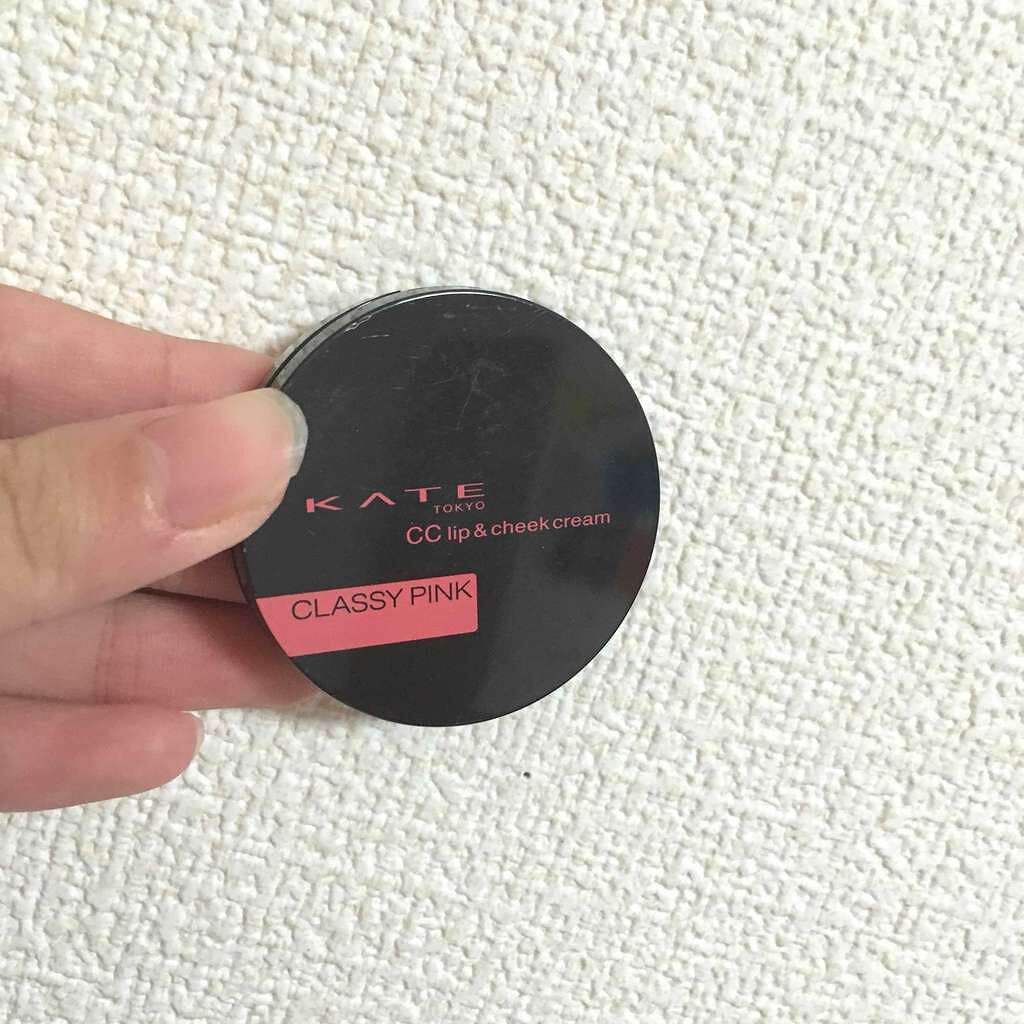 KATE
TOKYO
CC lip & cheek cream
CLASSY PINK